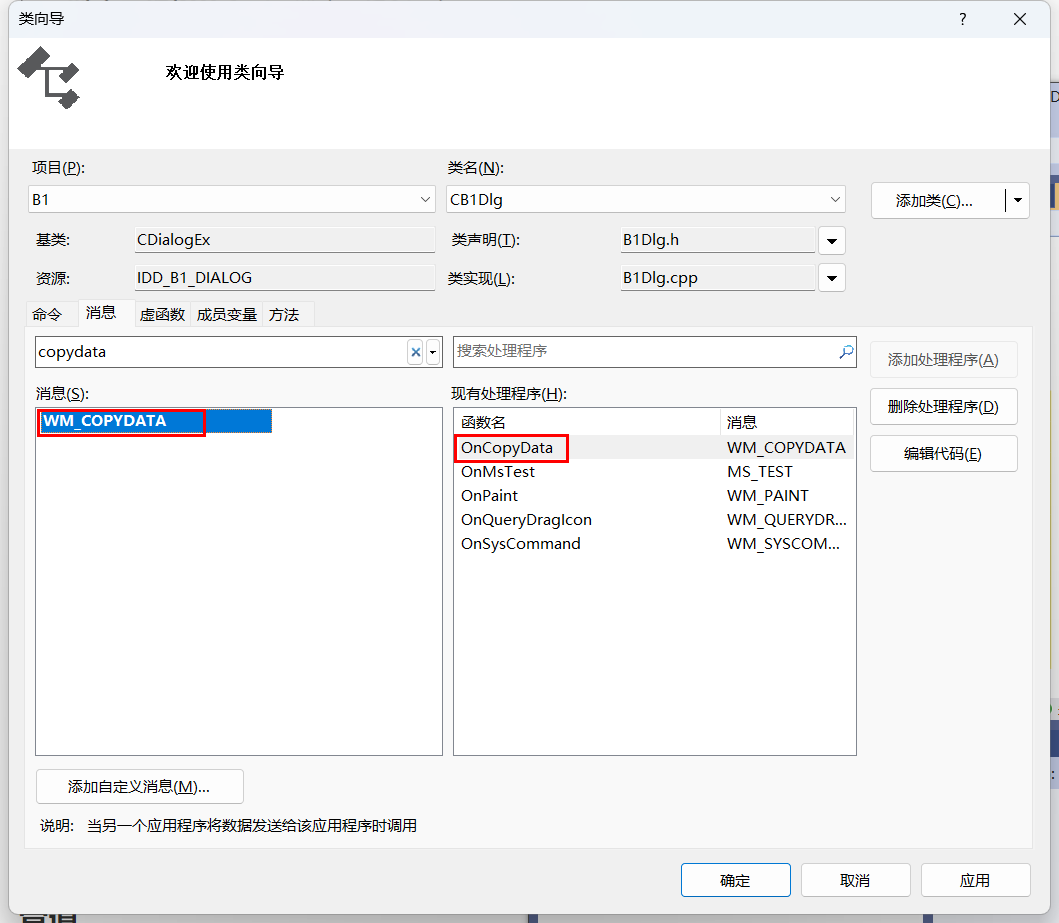 类向导
?
欢迎使用类向导
项目(P):
类名(N):
B1
CB1Dlg
添加类(C)...
基类:
CDialogEx
类声明(T):
B1Dlg.h
资源:
IDD_B1_DIALOG
类实现(L):
B1Dlg.cpp
命令 消息 虚函数 成员变量 方法
copydata
搜索处理程序
添加处理程序(A)
消息(S):
现有处理程序(H):
删除处理程序(D)
WM_COPYDATA
函数名 消息
OnCopyData WM_COPYDATA
编辑代码(E)
OnMsTest MS_TEST
OnPaint WM_PAINT
OnQueryDragIcon WM_QUERYDR...
OnSysCommand WM_SYSCOM...
添加自定义消息(M)...
说明: 当另一个应用程序将数据发送给该应用程序时调用
确定 取消 应用